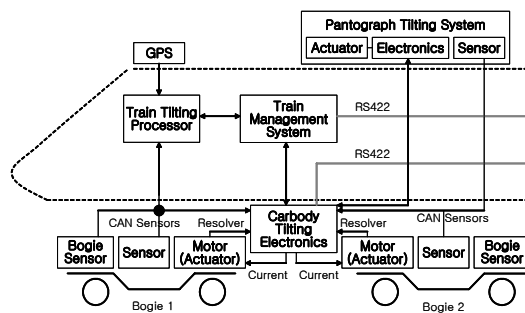 Pantograph Tilting System
Actuator
Electronics
Sensor
GPS
Train Tilting
Processor
Train
Management
System
RS422
RS422
CAN Sensors
Resolver
Carbody
Tilting
Electronics
Resolver
CAN Sensors
Bogie
Sensor
Sensor
Motor
(Actuator)
Current
Current
Motor
(Actuator)
Sensor
Bogie
Sensor
Bogie 1
Bogie 2